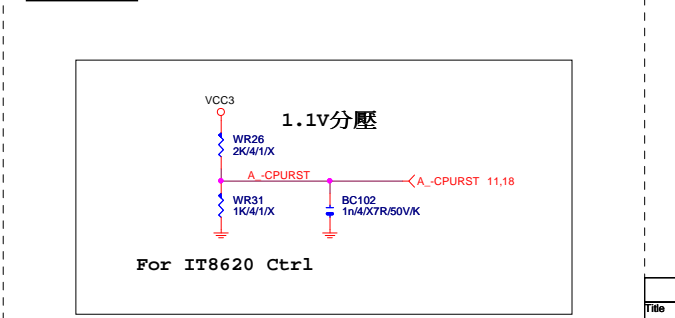 VCC3
1.1V分壓
WR26
2K/4/1/X
A_-CPURST
A_-CPURST 11,18
WR31
1K/4/1/X
BC102
1n/4/X7R/50V/K
For IT8620 Ctrl
Title